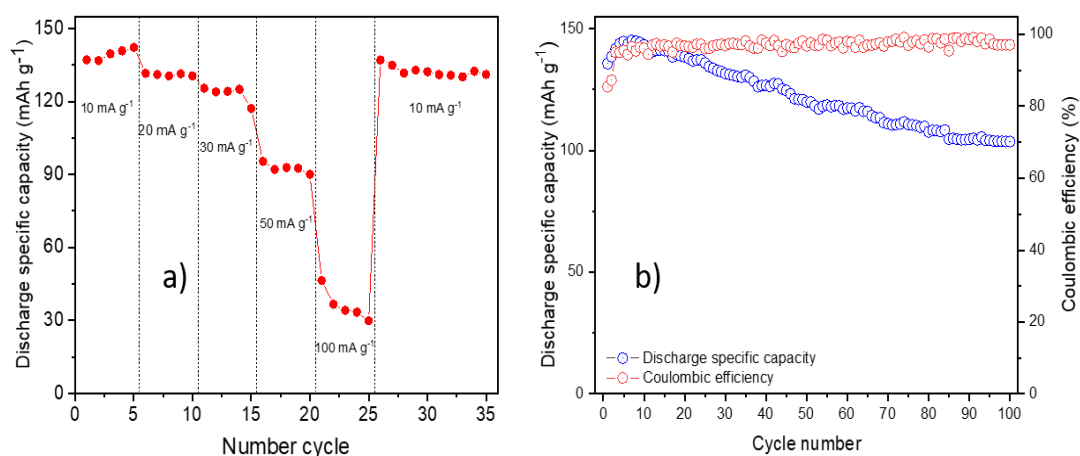 Discharge specific capacity (mAh g⁻¹)
150
120
90
60
30
0
10 mA g⁻¹
20 mA g⁻¹
30 mA g⁻¹
50 mA g⁻¹
100 mA g⁻¹
10 mA g⁻¹
a)
0 5 10 15 20 25 30 35
Number cycle
Discharge specific capacity (mAh g⁻¹)
150
100
50
0
b)
Discharge specific capacity
Coulombic efficiency
0 10 20 30 40 50 60 70 80 90 100
Cycle number
100
80
60
40
20
0
Coulombic efficiency (%)